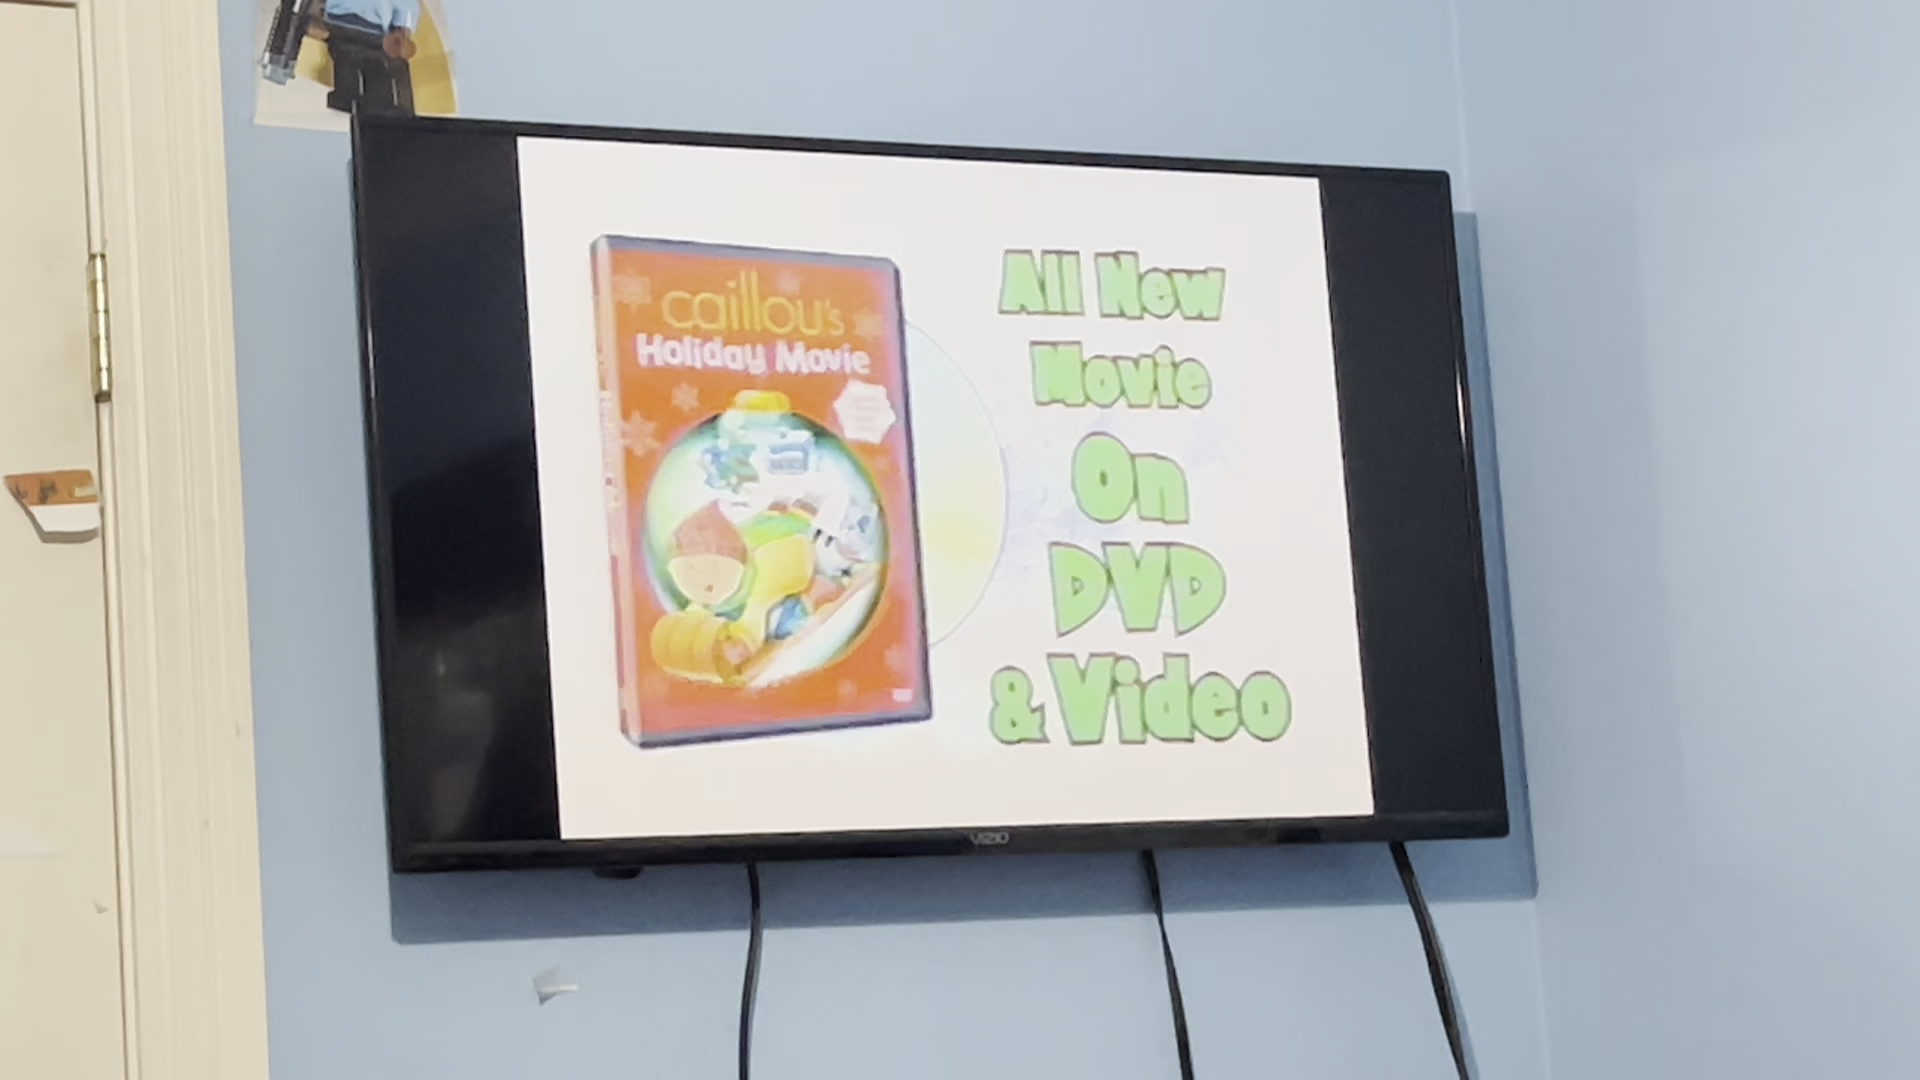 caillou's
Holiday Movie
All New
Movie
On
DVD
& Video
VIZIO